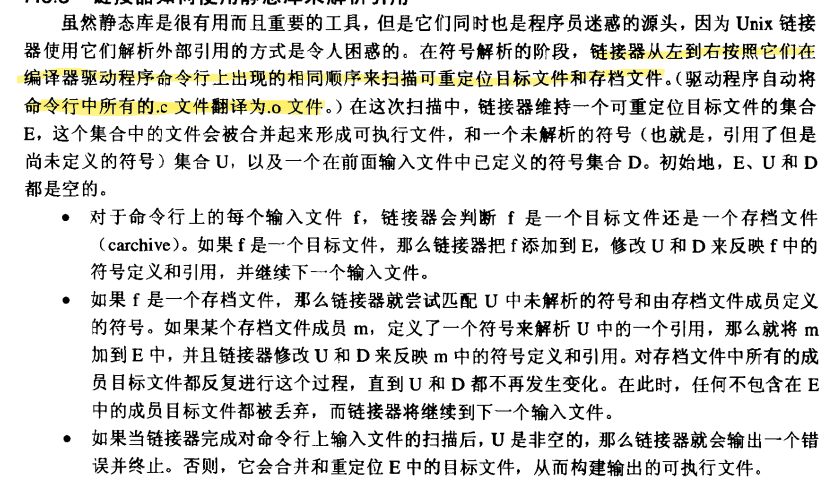 虽然静态库是很有用而且重要的工具，但是它们同时也是程序员迷惑的源头，因为 Unix 链接
器使用它们解析外部引用的方式是令人困惑的。在符号解析的阶段，链接器从左到右按照它们在
编译器驱动程序命令行上出现的相同顺序来扫描可重定位目标文件和存档文件。（驱动程序自动将
命令行中所有的.c 文件翻译为.o 文件。）在这次扫描中，链接器维持一个可重定位目标文件的集合
E，这个集合中的文件会被合并起来形成可执行文件，和一个未解析的符号（也就是，引用了但是
尚未定义的符号）集合 U，以及一个在前面输入文件中已定义的符号集合 D。初始地，E、U 和 D
都是空的。
● 对于命令行上的每个输入文件 f，链接器会判断 f 是一个目标文件还是一个存档文件
（carchive）。如果 f 是一个目标文件，那么链接器把 f 添加到 E，修改 U 和 D 来反映 f 中的
符号定义和引用，并继续下一个输入文件。
● 如果 f 是一个存档文件，那么链接器就尝试匹配 U 中未解析的符号和由存档文件成员定义
的符号。如果某个存档文件成员 m，定义了一个符号来解析 U 中的一个引用，那么就将 m
加到 E 中，并且链接器修改 U 和 D 来反映 m 中的符号定义和引用。对存档文件中所有的成
员目标文件都反复进行这个过程，直到 U 和 D 都不再发生变化。在此时，任何不包含在 E
中的成员目标文件都被丢弃，而链接器将继续到下一个输入文件。
● 如果当链接器完成对命令行上输入文件的扫描后，U 是非空的，那么链接器就会输出一个错
误并终止。否则，它会合并和重定位 E 中的目标文件，从而构建输出的可执行文件。